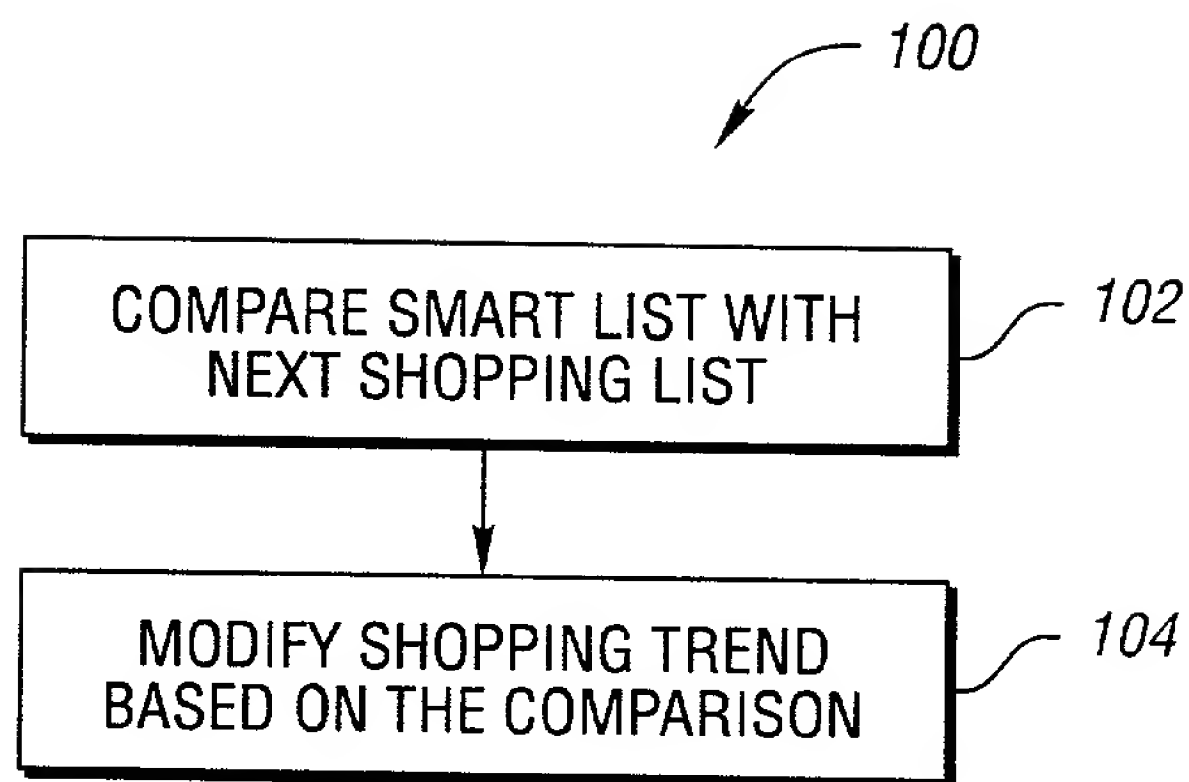 100
COMPARE SMART LIST WITH
NEXT SHOPPING LIST
102
MODIFY SHOPPING TREND
BASED ON THE COMPARISON
104